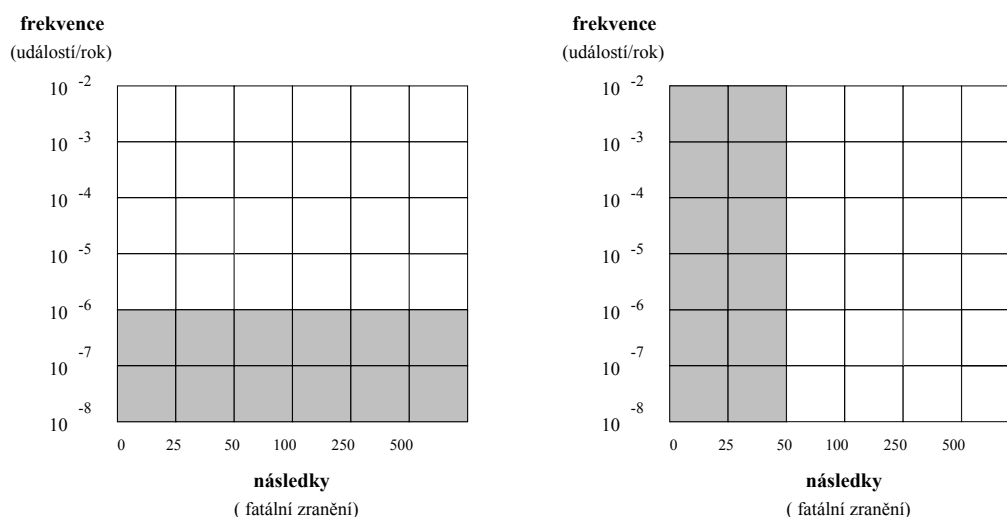 frekvence
(událostí/rok)
10 -2
10 -3
10 -4
10 -5
10 -6
10 -7
10 -8
0 25 50 100 250 500
následky
( fatální zranění)
frekvence
(událostí/rok)
10 -2
10 -3
10 -4
10 -5
10 -6
10 -7
10 -8
0 25 50 100 250 500
následky
( fatální zranění)